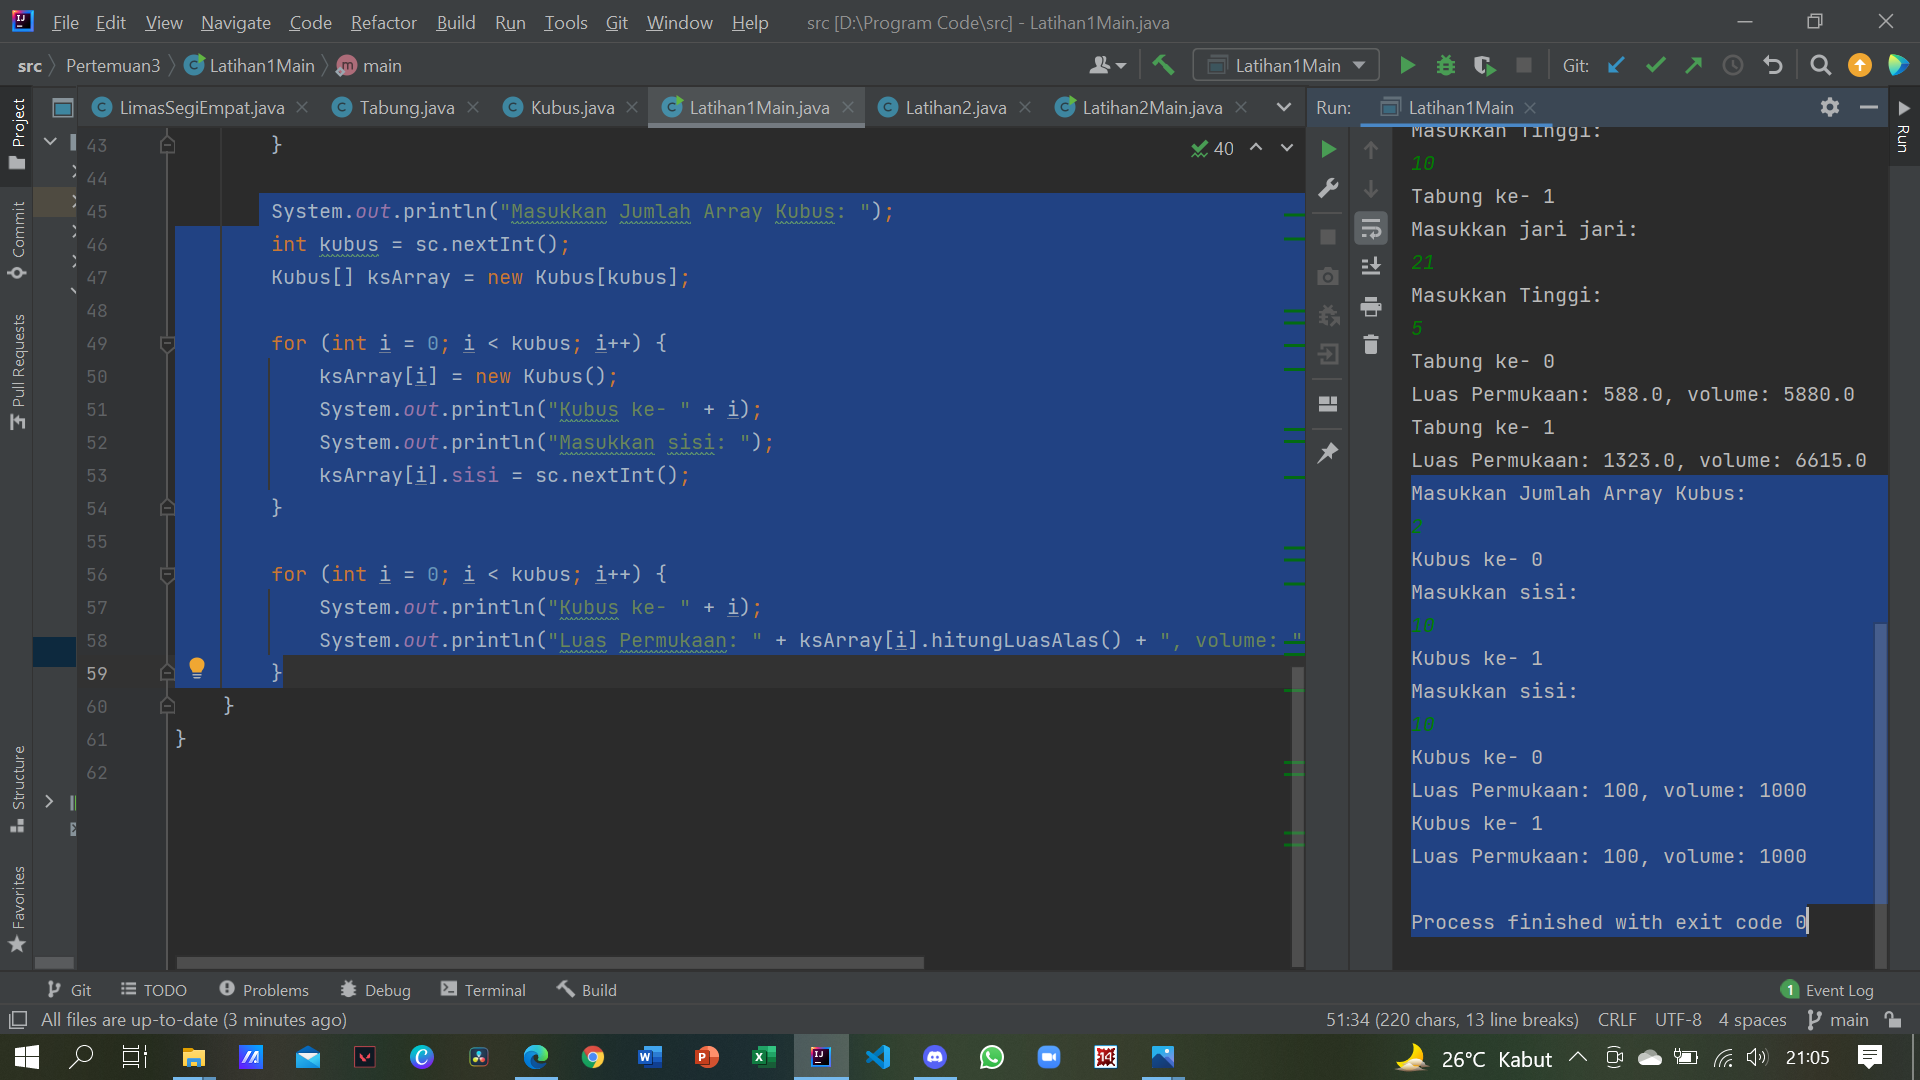 File Edit View Navigate Code Refactor Build Run Tools Git Window Help src [D:\Program Code\src] - Latihan1Main.java
src Pertemuan3 Latihan1Main main
Latihan1Main
Git:
LimasSegiEmpat.java Tabung.java Kubus.java Latihan1Main.java Latihan2.java Latihan2Main.java
Project
Commit
Pull Requests
Structure
Favorites
40
43 }
44
45 System.out.println("Masukkan Jumlah Array Kubus: ");
46 int kubus = sc.nextInt();
47 Kubus[] ksArray = new Kubus[kubus];
48
49 for (int i = 0; i < kubus; i++) {
50 ksArray[i] = new Kubus();
51 System.out.println("Kubus ke- " + i);
52 System.out.println("Masukkan sisi: ");
53 ksArray[i].sisi = sc.nextInt();
54 }
55
56 for (int i = 0; i < kubus; i++) {
57 System.out.println("Kubus ke- " + i);
58 System.out.println("Luas Permukaan: " + ksArray[i].hitungLuasAlas() + ", volume: "
59 }
60 }
61 }
62
Run: Latihan1Main
Run
Masukkan Tinggi:
10
Tabung ke- 1
Masukkan jari jari:
21
Masukkan Tinggi:
5
Tabung ke- 0
Luas Permukaan: 588.0, volume: 5880.0
Tabung ke- 1
Luas Permukaan: 1323.0, volume: 6615.0
Masukkan Jumlah Array Kubus:
2
Kubus ke- 0
Masukkan sisi:
10
Kubus ke- 1
Masukkan sisi:
10
Kubus ke- 0
Luas Permukaan: 100, volume: 1000
Kubus ke- 1
Luas Permukaan: 100, volume: 1000
Process finished with exit code 0
Git TODO Problems Debug Terminal Build 1 Event Log
All files are up-to-date (3 minutes ago) 51:34 (220 chars, 13 line breaks) CRLF UTF-8 4 spaces main
26°C Kabut 21:05